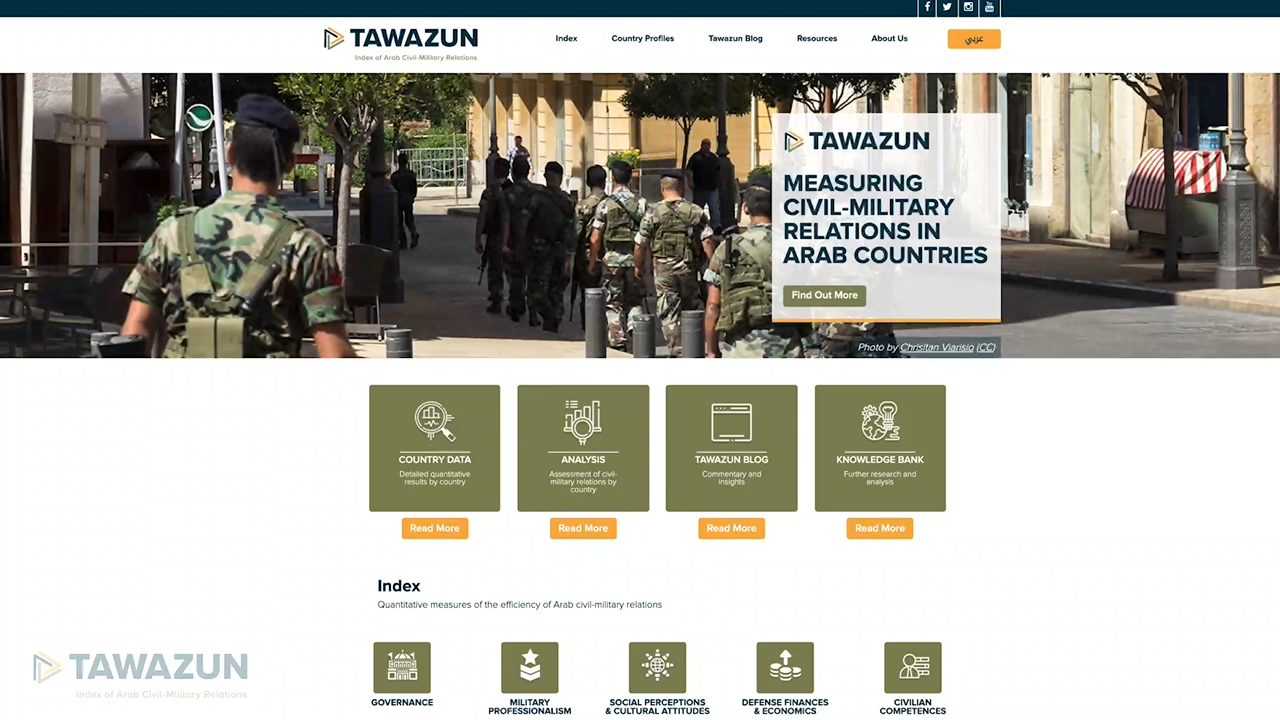 TAWAZUN
Index of Arab Civil-Military Relations
Index
Country Profiles
Tawazun Blog
Resources
About Us
عربي
TAWAZUN
MEASURING
CIVIL-MILITARY
RELATIONS IN
ARAB COUNTRIES
Find Out More
Photo by Chrisitan Viarisio (CC)
COUNTRY DATA
Detailed quantitative
results by country
Read More
ANALYSIS
Assessment of civil-
military relations by
country
Read More
TAWAZUN BLOG
Commentary and
insights
Read More
KNOWLEDGE BANK
Further research and
analysis
Read More
Index
Quantitative measures of the efficiency of Arab civil-military relations
GOVERNANCE
MILITARY
PROFESSIONALISM
SOCIAL PERCEPTIONS
& CULTURAL ATTITUDES
DEFENSE FINANCES
& ECONOMICS
CIVILIAN
COMPETENCES
TAWAZUN
Index of Arab Civil-Military Relations